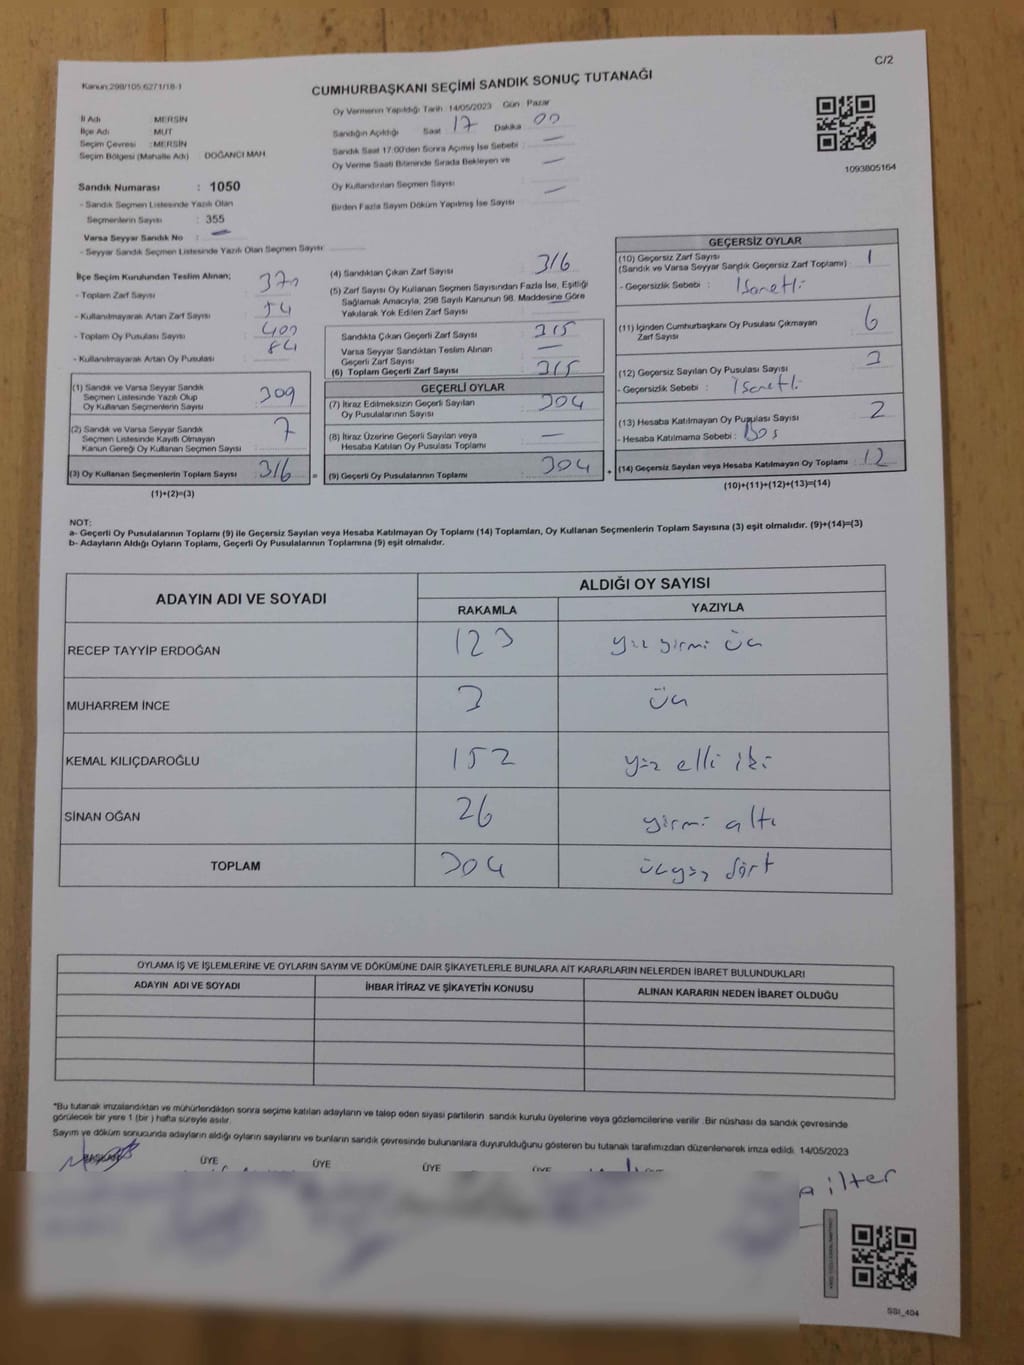 C/2
Kanun:298/105;6271/18-1
CUMHURBAŞKANI SEÇİMİ SANDIK SONUÇ TUTANAĞI
1093805164
İl Adı MERSİN
İlçe Adı MUT
Seçim Çevresi : MERSİN
Seçim Bölgesi (Mahalle Adı) DOĞANCI MAH.
Oy Vermenin Yapıldığı Tarih 14/05/2023 Gün Pazar
Sandığın Açıldığı Saat 17 Dakika 00
Sandık Saat 17:00'den Sonra Açılmış İse Sebebi : —
Oy Verme Saati Bitiminde Sırada Bekleyen ve —
Oy Kullandırılan Seçmen Sayısı
Birden Fazla Sayım Döküm Yapılmış İse Sayısı —
Sandık Numarası : 1050
- Sandık Seçmen Listesinde Yazılı Olan
Seçmenlerin Sayısı : 355
Varsa Seyyar Sandık No : —
- Seyyar Sandık Seçmen Listesinde Yazılı Olan Seçmen Sayısı:
İlçe Seçim Kurulundan Teslim Alınan;
- Toplam Zarf Sayısı 370
- Kullanılmayarak Artan Zarf Sayısı 54
- Toplam Oy Pusulası Sayısı 400
- Kullanılmayarak Artan Oy Pusulası 84
(1) Sandık ve Varsa Seyyar Sandık
Seçmen Listesinde Yazılı Olup
Oy Kullanan Seçmenlerin Sayısı 309
(2) Sandık ve Varsa Seyyar Sandık
Seçmen Listesinde Kayıtlı Olmayan
Kanun Gereği Oy Kullanan Seçmen Sayısı 7
(3) Oy Kullanan Seçmenlerin Toplam Sayısı 316 =
(1)+(2)=(3)
(4) Sandıktan Çıkan Zarf Sayısı 316
(5) Zarf Sayısı Oy Kullanan Seçmen Sayısından Fazla İse, Eşitliği
Sağlamak Amacıyla, 298 Sayılı Kanunun 98. Maddesine Göre
Yakılarak Yok Edilen Zarf Sayısı —
Sandıkta Çıkan Geçerli Zarf Sayısı 315
Varsa Seyyar Sandıktan Teslim Alınan
Geçerli Zarf Sayısı —
(6) Toplam Geçerli Zarf Sayısı 315
GEÇERLİ OYLAR
(7) İtiraz Edilmeksizin Geçerli Sayılan
Oy Pusulalarının Sayısı 304
(8) İtiraz Üzerine Geçerli Sayılan veya
Hesaba Katılan Oy Pusulası Toplamı —
(9) Geçerli Oy Pusulalarının Toplamı 304 +
GEÇERSİZ OYLAR
(10) Geçersiz Zarf Sayısı
(Sandık ve Varsa Seyyar Sandık Geçersiz Zarf Toplamı) 1
- Geçersizlik Sebebi : İşaretli
(11) İçinden Cumhurbaşkanı Oy Pusulası Çıkmayan
Zarf Sayısı 6
(12) Geçersiz Sayılan Oy Pusulası Sayısı 3
- Geçersizlik Sebebi : İşaretli
(13) Hesaba Katılmayan Oy Pusulası Sayısı 2
- Hesaba Katılmama Sebebi : Boş
(14) Geçersiz Sayılan veya Hesaba Katılmayan Oy Toplamı 12
(10)+(11)+(12)+(13)=(14)
NOT:
a- Geçerli Oy Pusulalarının Toplamı (9) ile Geçersiz Sayılan veya Hesaba Katılmayan Oy Toplamı (14) Toplamları, Oy Kullanan Seçmenlerin Toplam Sayısına (3) eşit olmalıdır. (9)+(14)=(3)
b- Adayların Aldığı Oyların Toplamı, Geçerli Oy Pusulalarının Toplamına (9) eşit olmalıdır.
ADAYIN ADI VE SOYADI ALDIĞI OY SAYISI
RAKAMLA YAZIYLA
RECEP TAYYİP ERDOĞAN 123 yüz yirmi üç
MUHARREM İNCE 3 üç
KEMAL KILIÇDAROĞLU 152 yüz elli iki
SİNAN OĞAN 26 yirmi altı
TOPLAM 304 üçyüz dört
OYLAMA İŞ VE İŞLEMLERİNE VE OYLARIN SAYIM VE DÖKÜMÜNE DAİR ŞİKAYETLERLE BUNLARA AİT KARARLARIN NELERDEN İBARET BULUNDUKLARI
ADAYIN ADI VE SOYADI İHBAR İTİRAZ VE ŞİKAYETİN KONUSU ALINAN KARARIN NEDEN İBARET OLDUĞU
*Bu tutanak imzalandıktan ve mühürlendikten sonra seçime katılan adayların ve talep eden siyasi partilerin sandık kurulu üyelerine veya gözlemcilerine verilir. Bir nüshası da sandık çevresinde
görülecek bir yere 1 (bir) hafta süreyle asılır.
Sayım ve döküm sonucunda adayların aldığı oyların sayılarını ve bunların sandık çevresinde bulunanlara duyurulduğunu gösteren bu tutanak tarafımızdan düzenlenerek imza edildi. 14/05/2023
BAŞKAN ÜYE ÜYE ÜYE ÜYE
ilter
SSI_404